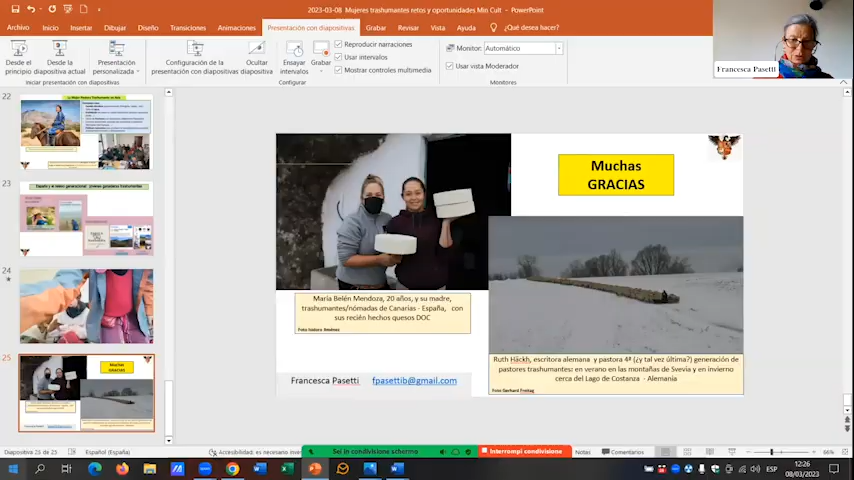 2023-03-08 Mujeres trashumantes retos y oportunidades Min Cult - PowerPoint
Archivo Inicio Insertar Dibujar Diseño Transiciones Animaciones Presentación con diapositivas Grabar Revisar Vista Ayuda ¿Qué desea hacer?
Desde el principio
Desde la diapositiva actual
Presentación personalizada
Configuración de la presentación con diapositivas
Ocultar diapositiva
Ensayar intervalos
Grabar
Reproducir narraciones
Usar intervalos
Mostrar controles multimedia
Monitor: Automático
Usar vista Moderador
Iniciar presentación con diapositivas
Configurar
Monitores
Francesca Pasetti
22
23
24
25
Muchas
GRACIAS
Muchas
GRACIAS
María Belén Mendoza, 20 años, y su madre,
trashumantes/nómadas de Canarias - España, con
sus recién hechos quesos DOC
Ruth Häckh, escritora alemana y pastora 4ª (¿y tal vez última?) generación de
pastores trashumantes: en verano en las montañas de Svevia y en invierno
cerca del Lago de Costanza - Alemania
Foto Gerhard Freitag
Francesca Pasetti fpasettib@gmail.com
Diapositiva 25 de 25 Español (España) Accesibilidad: es necesario
Sei in condivisione schermo
Interrompi condivisione
Notas Comentarios 66%
ESP
12:26
08/03/2023